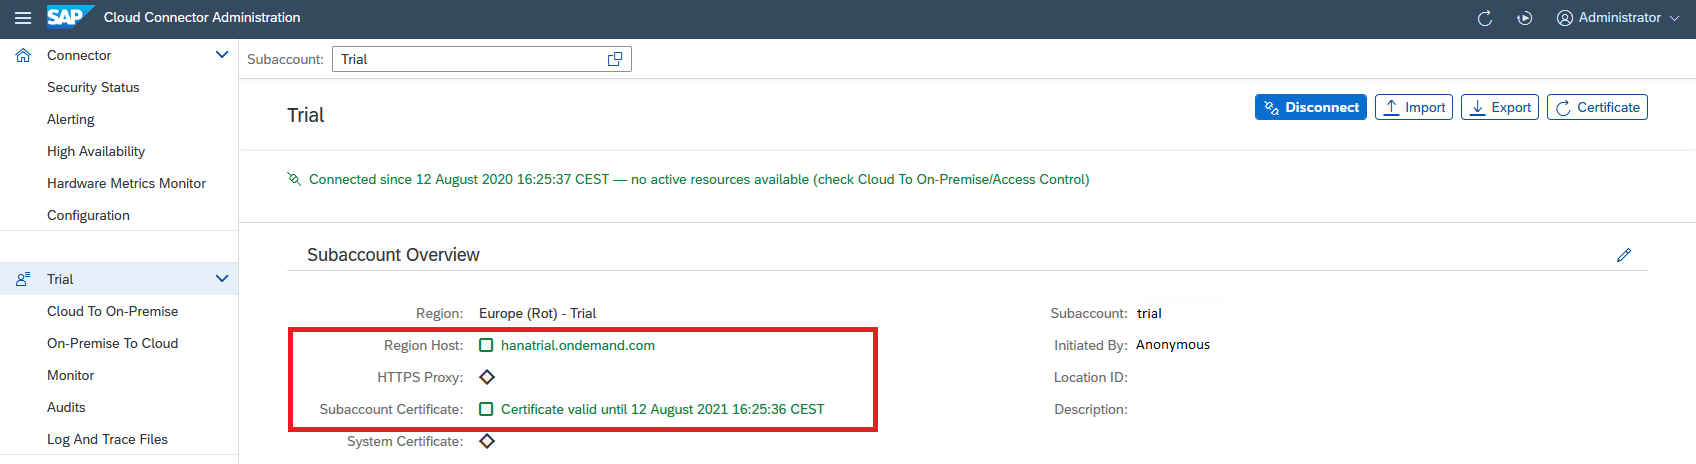 SAP Cloud Connector Administration Administrator
Connector
Security Status
Alerting
High Availability
Hardware Metrics Monitor
Configuration
Trial
Cloud To On-Premise
On-Premise To Cloud
Monitor
Audits
Log And Trace Files
Subaccount: Trial
Trial Disconnect Import Export Certificate
Connected since 12 August 2020 16:25:37 CEST — no active resources available (check Cloud To On-Premise/Access Control)
Subaccount Overview
Region: Europe (Rot) - Trial
Region Host: hanatrial.ondemand.com
HTTPS Proxy:
Subaccount Certificate: Certificate valid until 12 August 2021 16:25:36 CEST
System Certificate:
Subaccount: trial
Initiated By: Anonymous
Location ID:
Description: